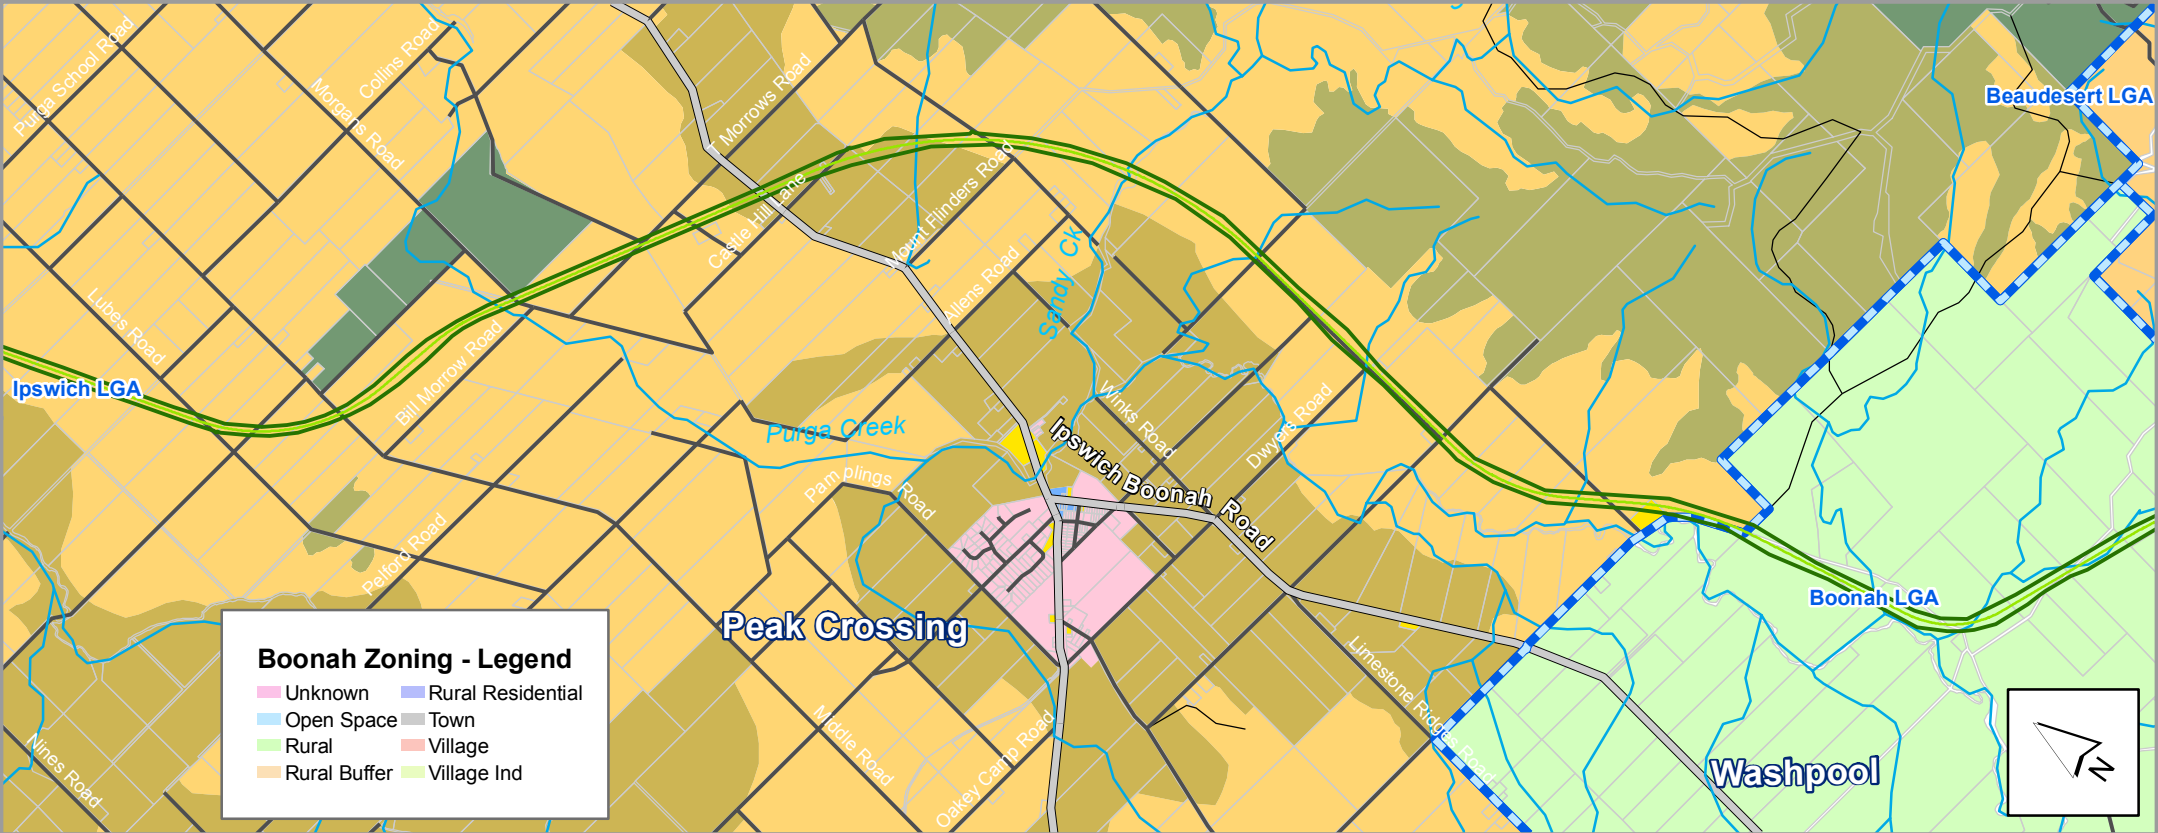 Purga School Road
Collins Road
Morgans Road
T Morrows Road
Beaudesert LGA
Castle Hill Lane
Mount Flinders Road
Sandy Ck
Allens Road
Lubes Road
Bill Morrow Road
Ipswich LGA
Purga Creek
Winks Road
Dwyers Road
Ipswich Boonah Road
Pam plings Road
Pelford Road
Boonah LGA
Peak Crossing
Limestone Ridges Road
Middle Road
Oakey Camp Road
Nines Road
Washpool
Boonah Zoning - Legend
Unknown
Rural Residential
Open Space
Town
Rural
Village
Rural Buffer
Village Ind
N